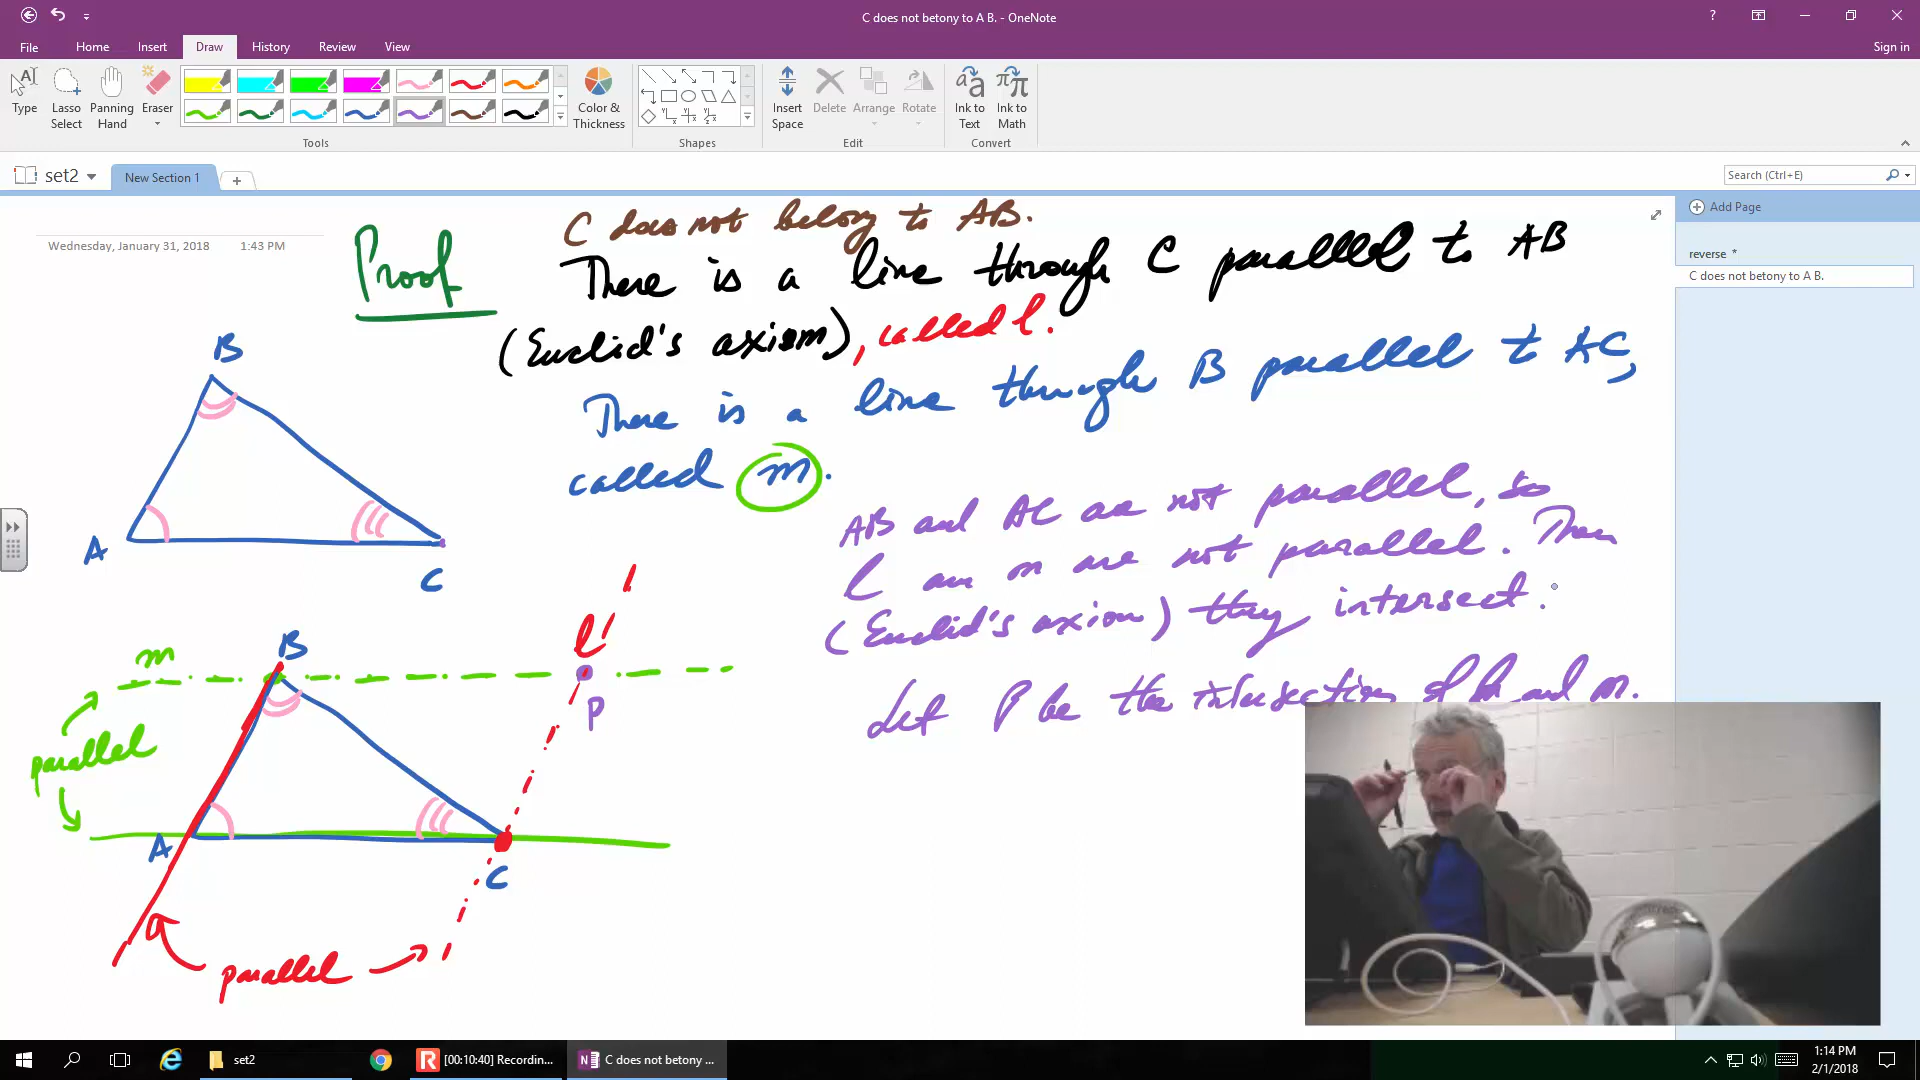 C does not betony to A B. - OneNote
File Home Insert Draw History Review View
Sign in
Type
Lasso Select
Panning Hand
Eraser
Color & Thickness
Insert Space
Delete
Arrange
Rotate
Ink to Text
Ink to Math
Tools
Shapes
Edit
Convert
set2
New Section 1
Search (Ctrl+E)
Add Page
reverse *
C does not betony to A B.
Wednesday, January 31, 2018 1:43 PM
Proof
C does not belong to AB.
There is a line through C parallel to AB
(Euclid's axiom), called l.
There is a line through B parallel to AC,
called m.
AB and AC are not parallel, so
l and m are not parallel. Then
(Euclid's axiom) they intersect.
Let P be the intersection of and m.
B
A
C
m
B
l
P
parallel
A
C
parallel
set2
[00:10:40] Recordin...
C does not betony ...
1:14 PM
2/1/2018